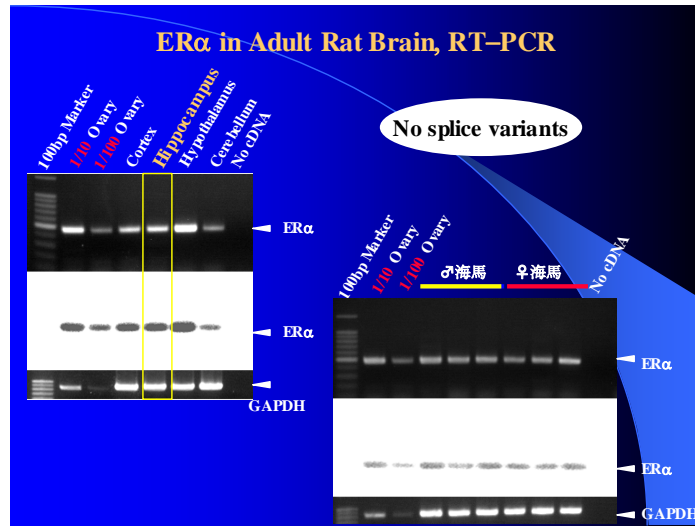 ERα in Adult Rat Brain, RT–PCR
No splice variants
100bp Marker
1/10 Ovary
1/100 Ovary
Cortex
Hippocampus
Hypothalamus
Cerebellum
No cDNA
ERα
ERα
GAPDH
100bp Marker
1/10 Ovary
1/100 Ovary
♂海馬
♀海馬
No cDNA
ERα
ERα
GAPDH